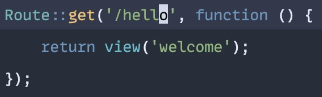 Route::get('/hello', function () {
    return view('welcome');
});